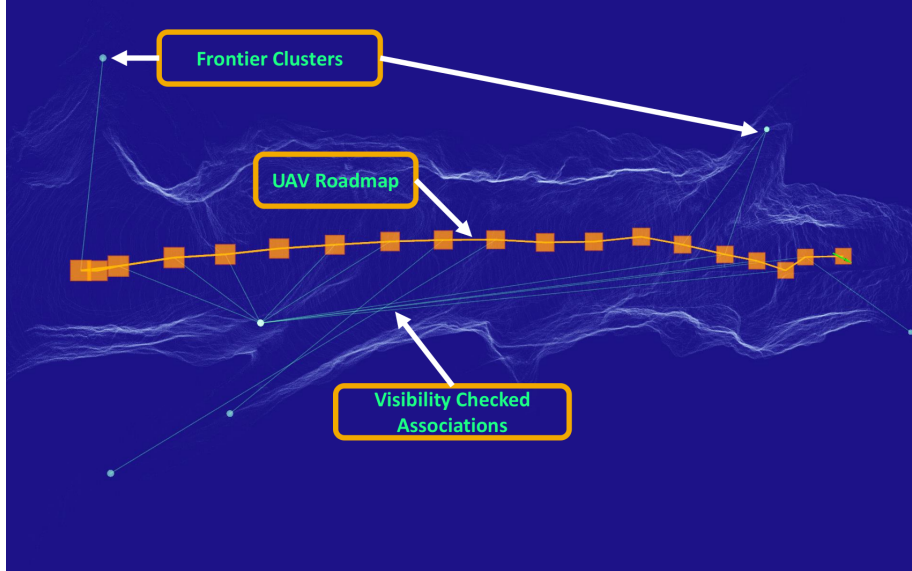 Frontier Clusters
UAV Roadmap
Visibility Checked
Associations